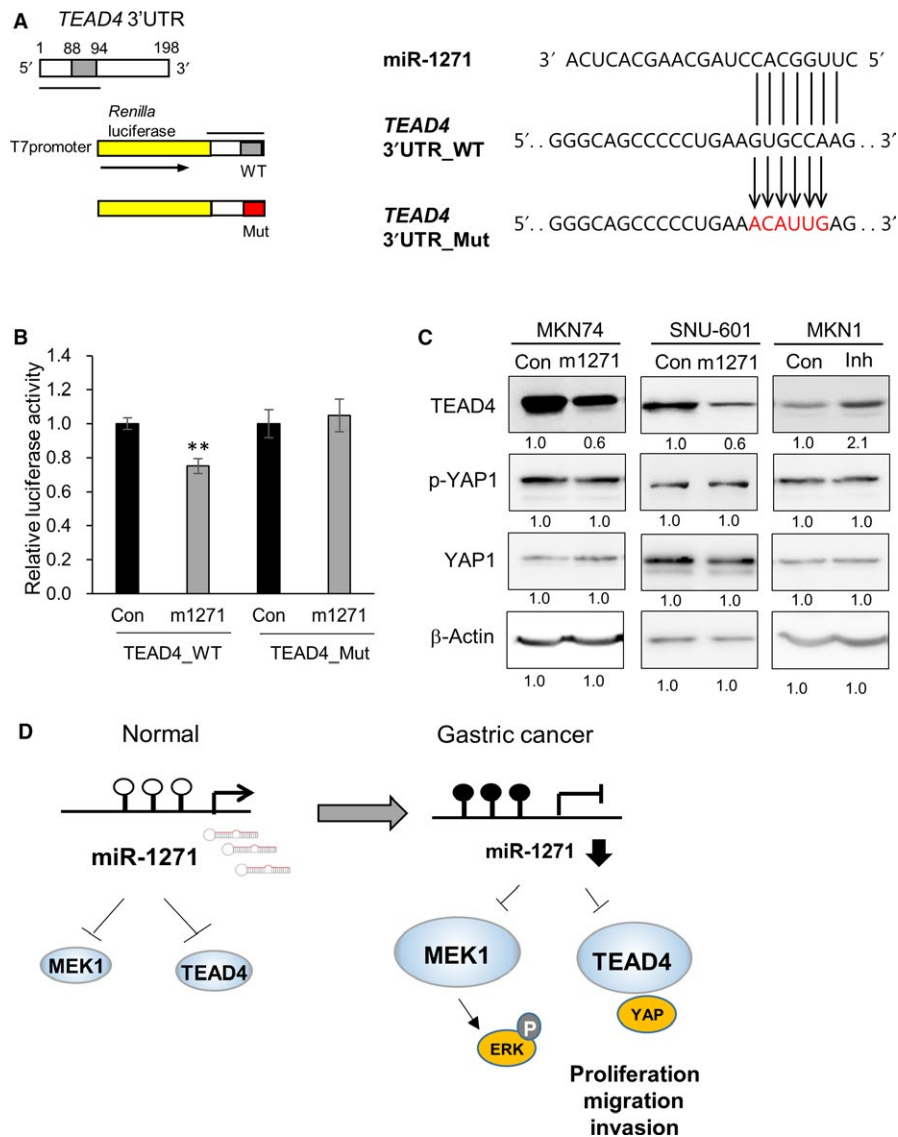 A
TEAD4 3′UTR
1 88 94 198
5′ 3′
Renilla
luciferase
T7promoter
WT
Mut
miR-1271 3′ ACUCACGAACGAUCCACGGUUC 5′
TEAD4
3′UTR_WT 5′. . GGGCAGCCCCCUGAAGUGCCAAG. . 3′
TEAD4
3′UTR_Mut 5′. . GGGCAGCCCCCUGAAACAUUGAG. . 3′
B
Relative luciferase activity
1.4
1.2
1.0
0.8
0.6
0.4
0.2
0.0
**
Con m1271 Con m1271
TEAD4_WT TEAD4_Mut
C
MKN74 SNU-601 MKN1
Con m1271 Con m1271 Con Inh
TEAD4
1.0 0.6 1.0 0.6 1.0 2.1
p-YAP1
1.0 1.0 1.0 1.0 1.0 1.0
YAP1
1.0 1.0 1.0 1.0 1.0 1.0
β-Actin
1.0 1.0 1.0 1.0 1.0 1.0
D
Normal Gastric cancer
miR-1271
MEK1 TEAD4
miR-1271
MEK1 TEAD4
YAP
P
ERK
Proliferation
migration
invasion